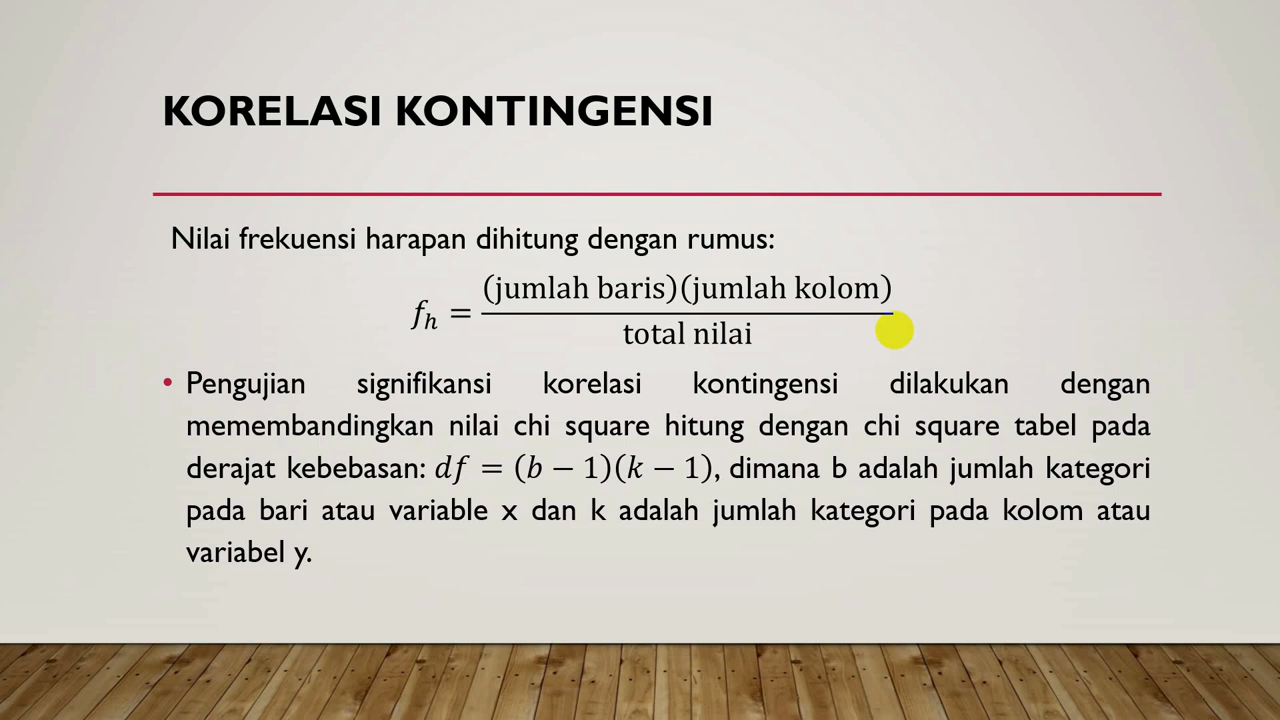 KORELASI KONTINGENSI
Nilai frekuensi harapan dihitung dengan rumus:
f_h = (jumlah baris)(jumlah kolom) / total nilai
• Pengujian signifikansi korelasi kontingensi dilakukan dengan
memembandingkan nilai chi square hitung dengan chi square tabel pada
derajat kebebasan: df = (b − 1)(k − 1), dimana b adalah jumlah kategori
pada bari atau variable x dan k adalah jumlah kategori pada kolom atau
variabel y.